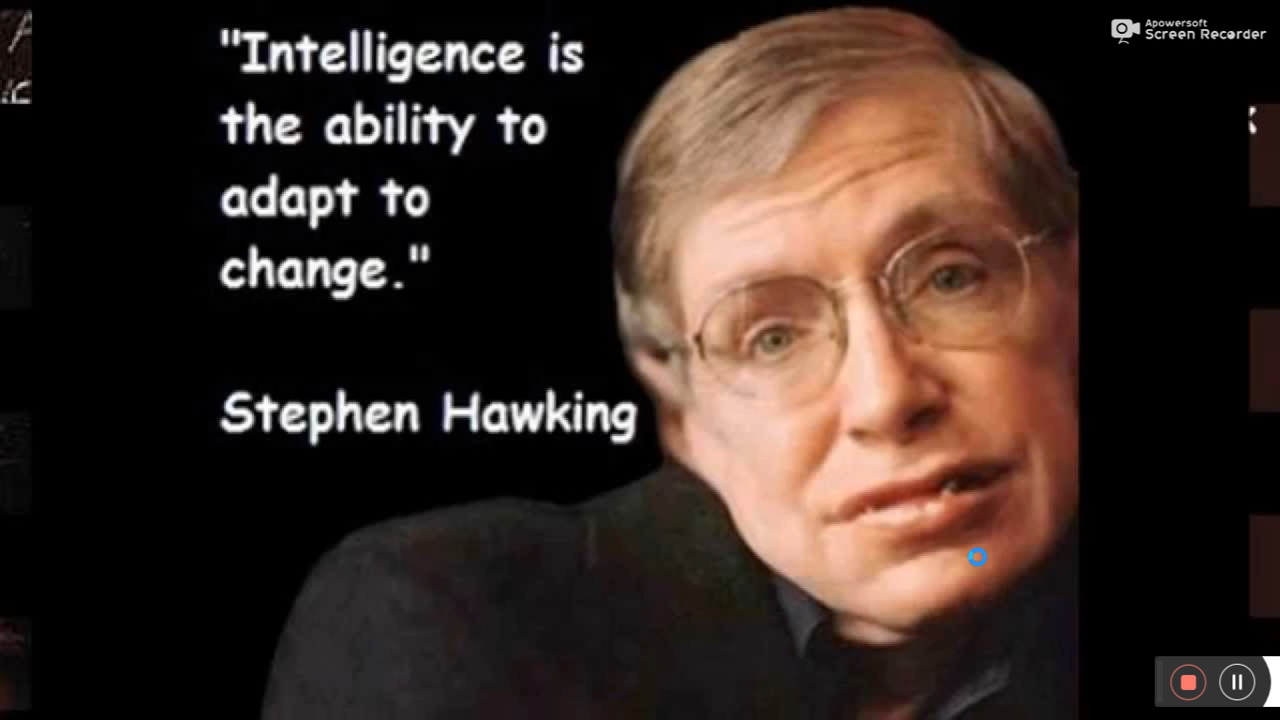 "Intelligence is
the ability to
adapt to
change."
Stephen Hawking
Apowersoft
Screen Recorder